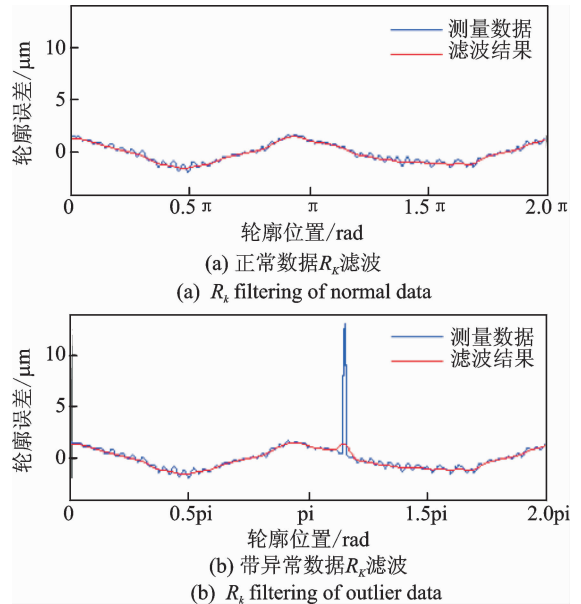 测量数据
滤波结果
轮廓误差/μm
10
5
0
0
0.5 π
π
1.5 π
2.0 π
轮廓位置/rad
(a) 正常数据R_K滤波
(a) R_k filtering of normal data
测量数据
滤波结果
轮廓误差/μm
10
5
0
0
0.5pi
pi
1.5pi
2.0pi
轮廓位置/rad
(b) 带异常数据R_K滤波
(b) R_k filtering of outlier data